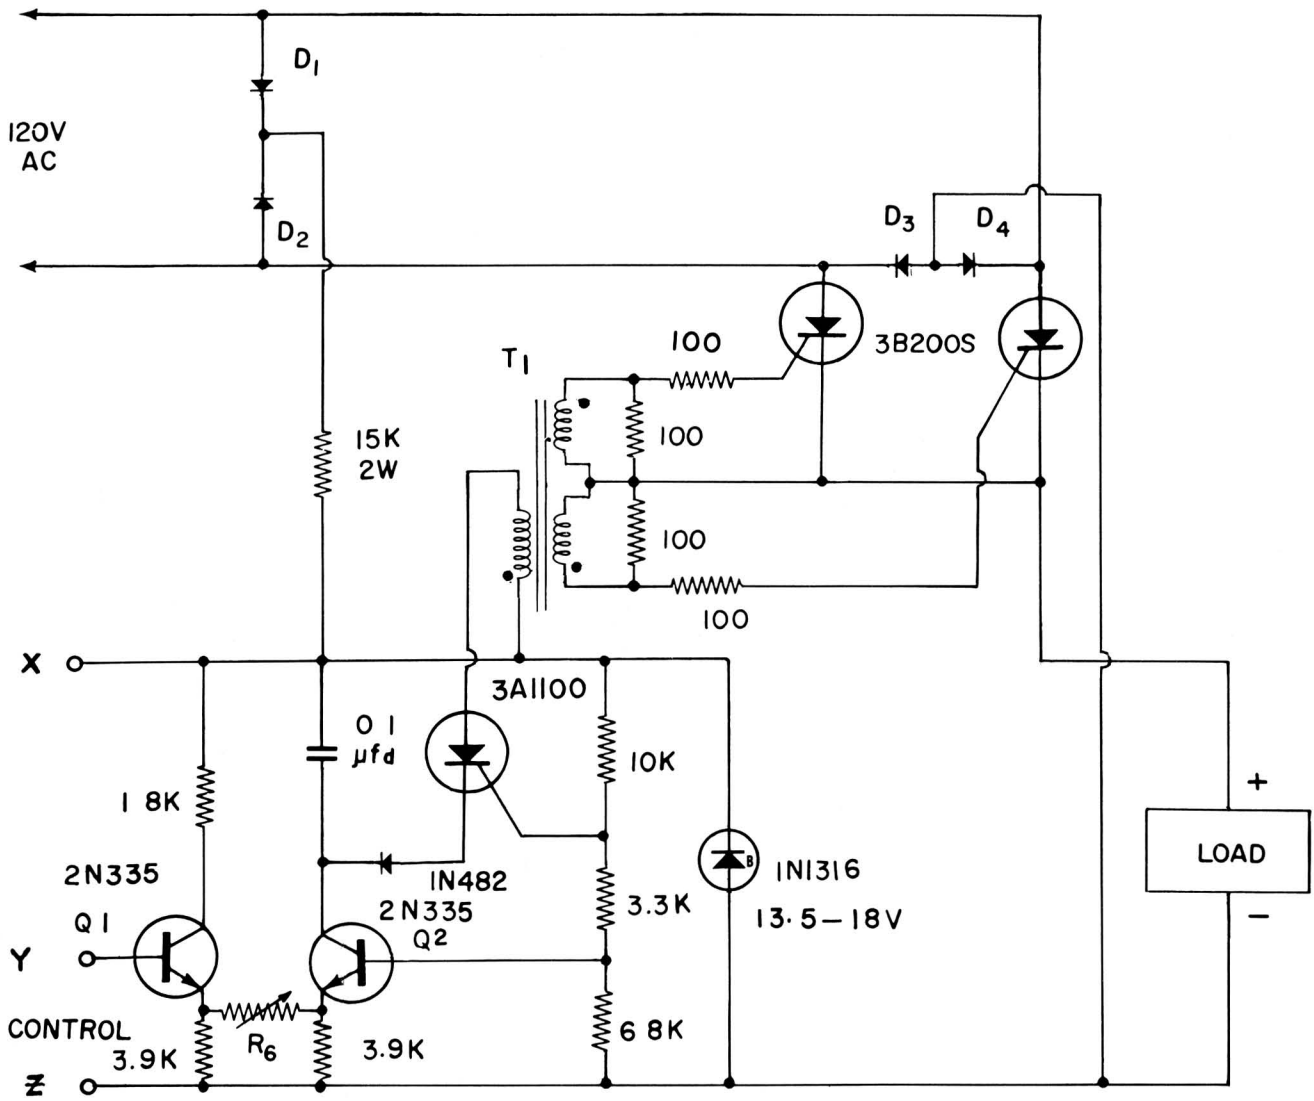 D1
120V
AC
D2
D3
D4
3B200S
100
T1
100
15K
2W
100
100
X
3A1100
0 1
μfd
10K
+
1 8K
LOAD
2N335
1N482
B
1N1316
13.5-18V
3.3K
2N335
Q1
Q2
-
Y
CONTROL
R6
6 8K
3.9K
3.9K
Z